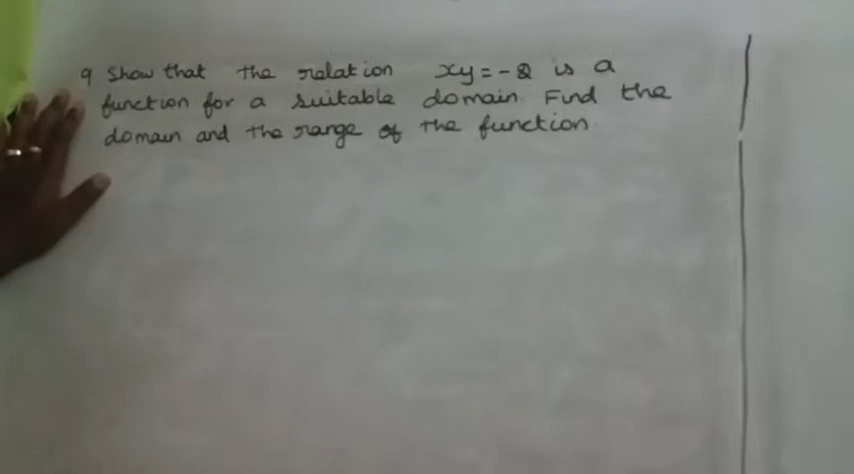 9 Show that the relation xy = -2 is a
function for a suitable domain. Find the
domain and the range of the function